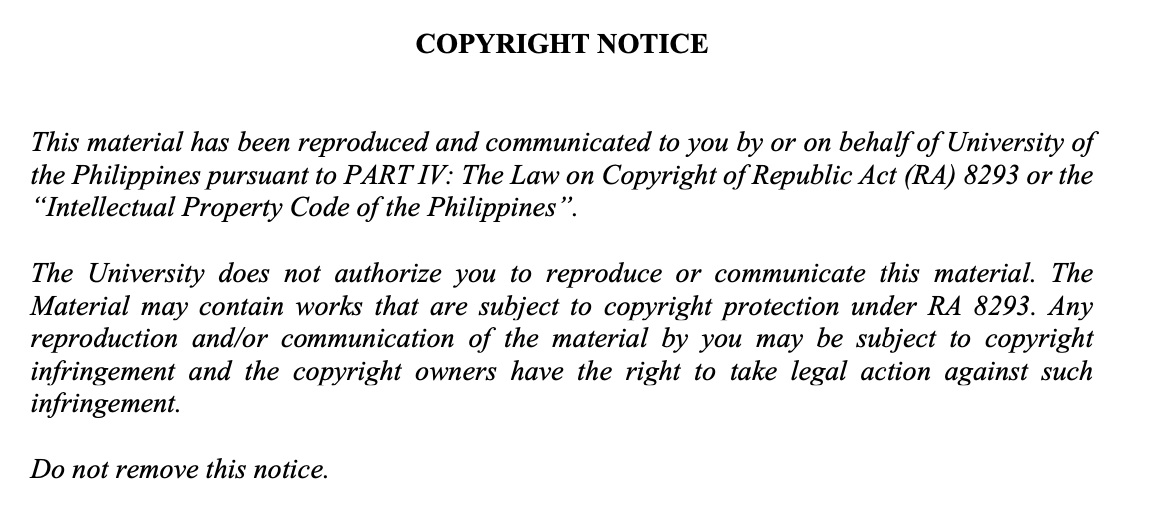 COPYRIGHT NOTICE
This material has been reproduced and communicated to you by or on behalf of University of
the Philippines pursuant to PART IV: The Law on Copyright of Republic Act (RA) 8293 or the
“Intellectual Property Code of the Philippines”.
The University does not authorize you to reproduce or communicate this material. The
Material may contain works that are subject to copyright protection under RA 8293. Any
reproduction and/or communication of the material by you may be subject to copyright
infringement and the copyright owners have the right to take legal action against such
infringement.
Do not remove this notice.